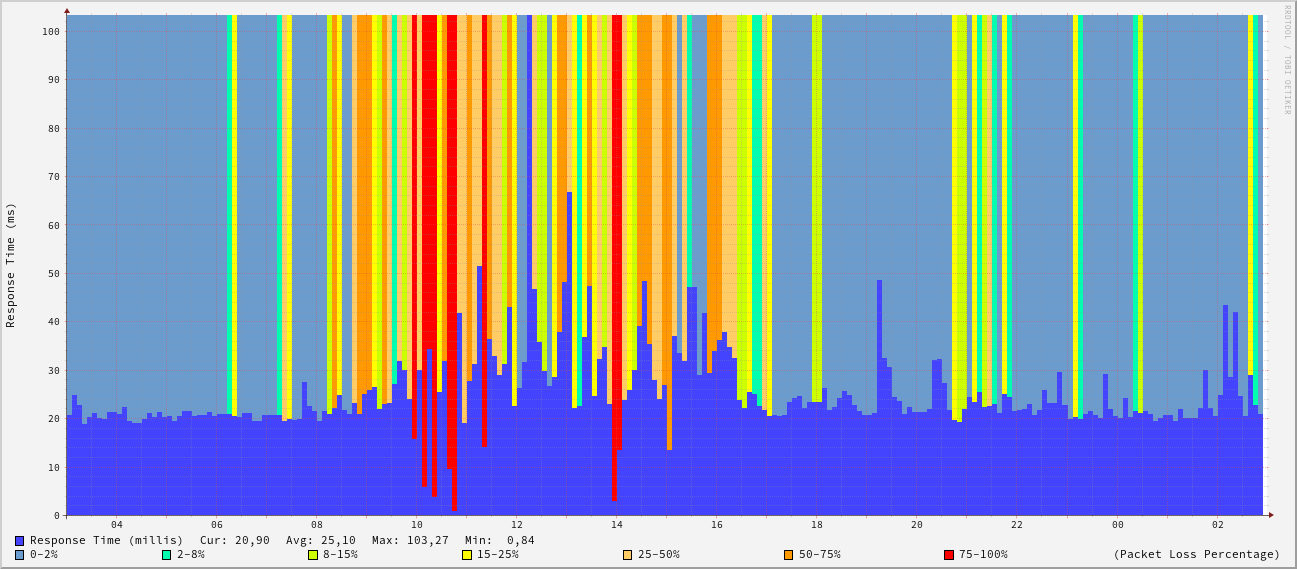 RRDTOOL / TOBI OETIKER
Response Time (ms)
100
90
80
70
60
50
40
30
20
10
0
04 06 08 10 12 14 16 18 20 22 00 02
Response Time (millis) Cur: 20,90 Avg: 25,10 Max: 103,27 Min: 0,84
0-2% 2-8% 8-15% 15-25% 25-50% 50-75% 75-100% (Packet Loss Percentage)